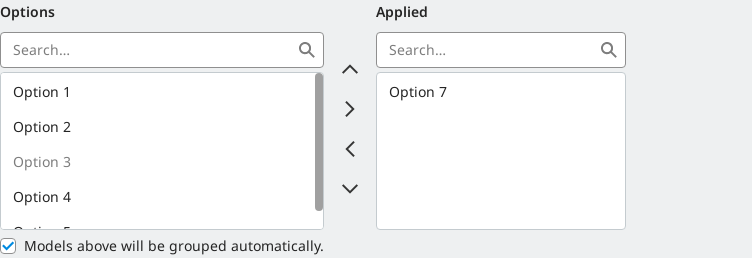 Options
Search...
Option 1
Option 2
Option 3
Option 4
Applied
Search...
Option 7
Models above will be grouped automatically.